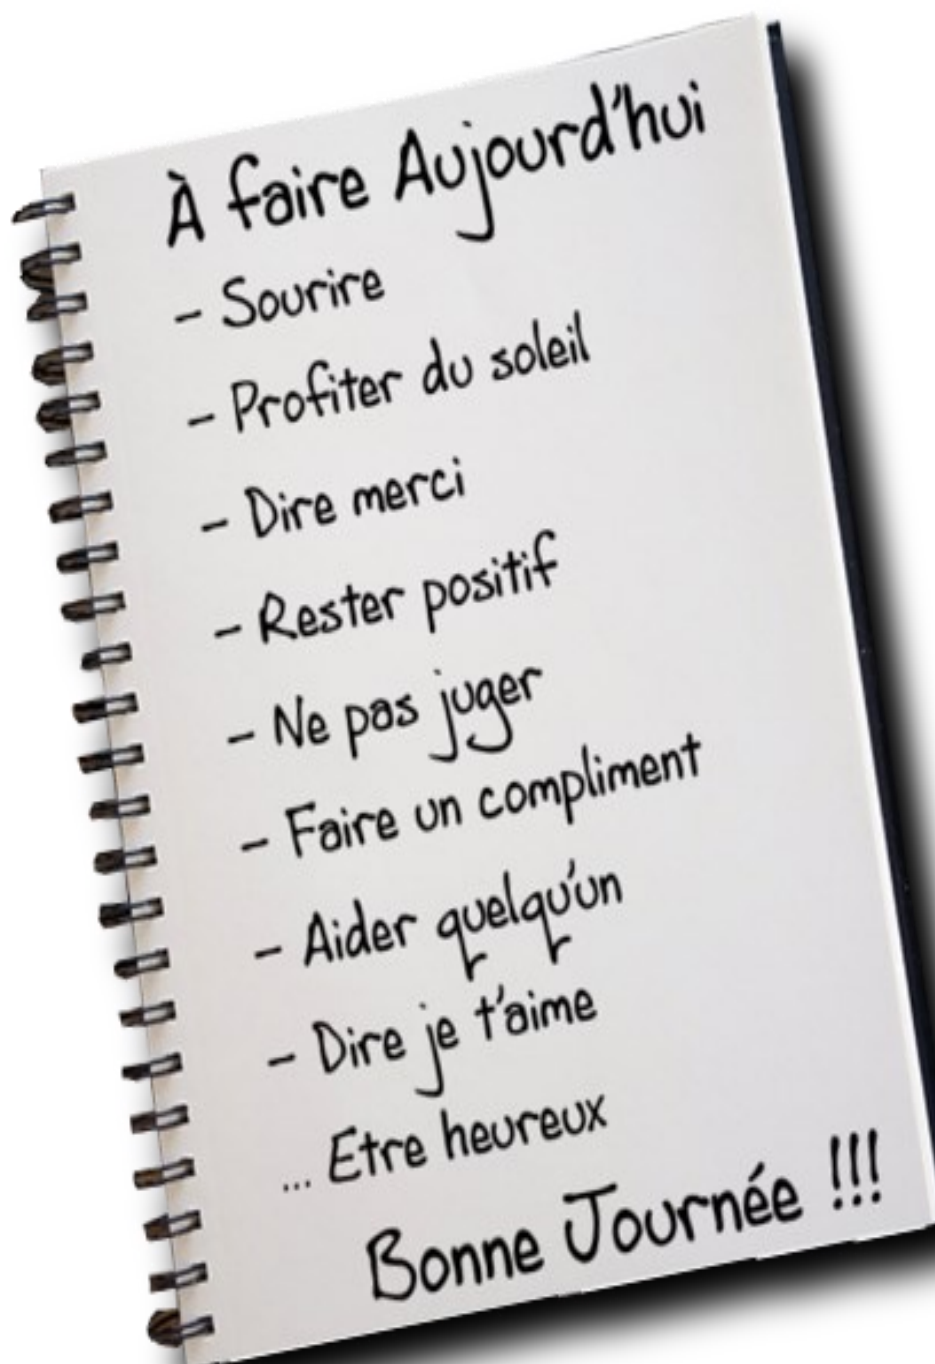 À faire Aujourd'hui
- Sourire
- Profiter du soleil
- Dire merci
- Rester positif
- Ne pas juger
- Faire un compliment
- Aider quelqu'un
- Dire je t'aime
... Etre heureux
Bonne Journée !!!